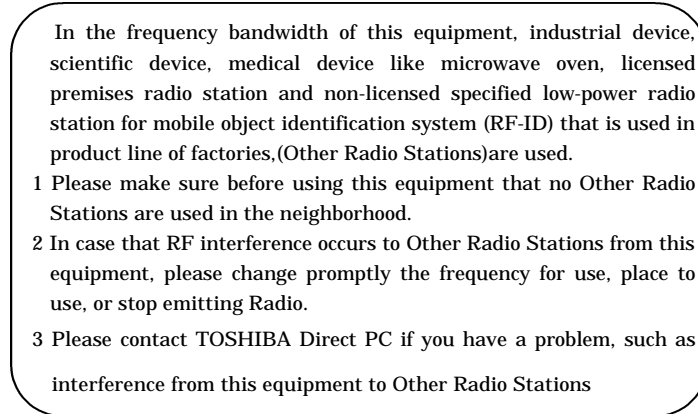 In the frequency bandwidth of this equipment, industrial device,
scientific device, medical device like microwave oven, licensed
premises radio station and non-licensed specified low-power radio
station for mobile object identification system (RF-ID) that is used in
product line of factories,(Other Radio Stations)are used.
1 Please make sure before using this equipment that no Other Radio
Stations are used in the neighborhood.
2 In case that RF interference occurs to Other Radio Stations from this
equipment, please change promptly the frequency for use, place to
use, or stop emitting Radio.
3 Please contact TOSHIBA Direct PC if you have a problem, such as
interference from this equipment to Other Radio Stations